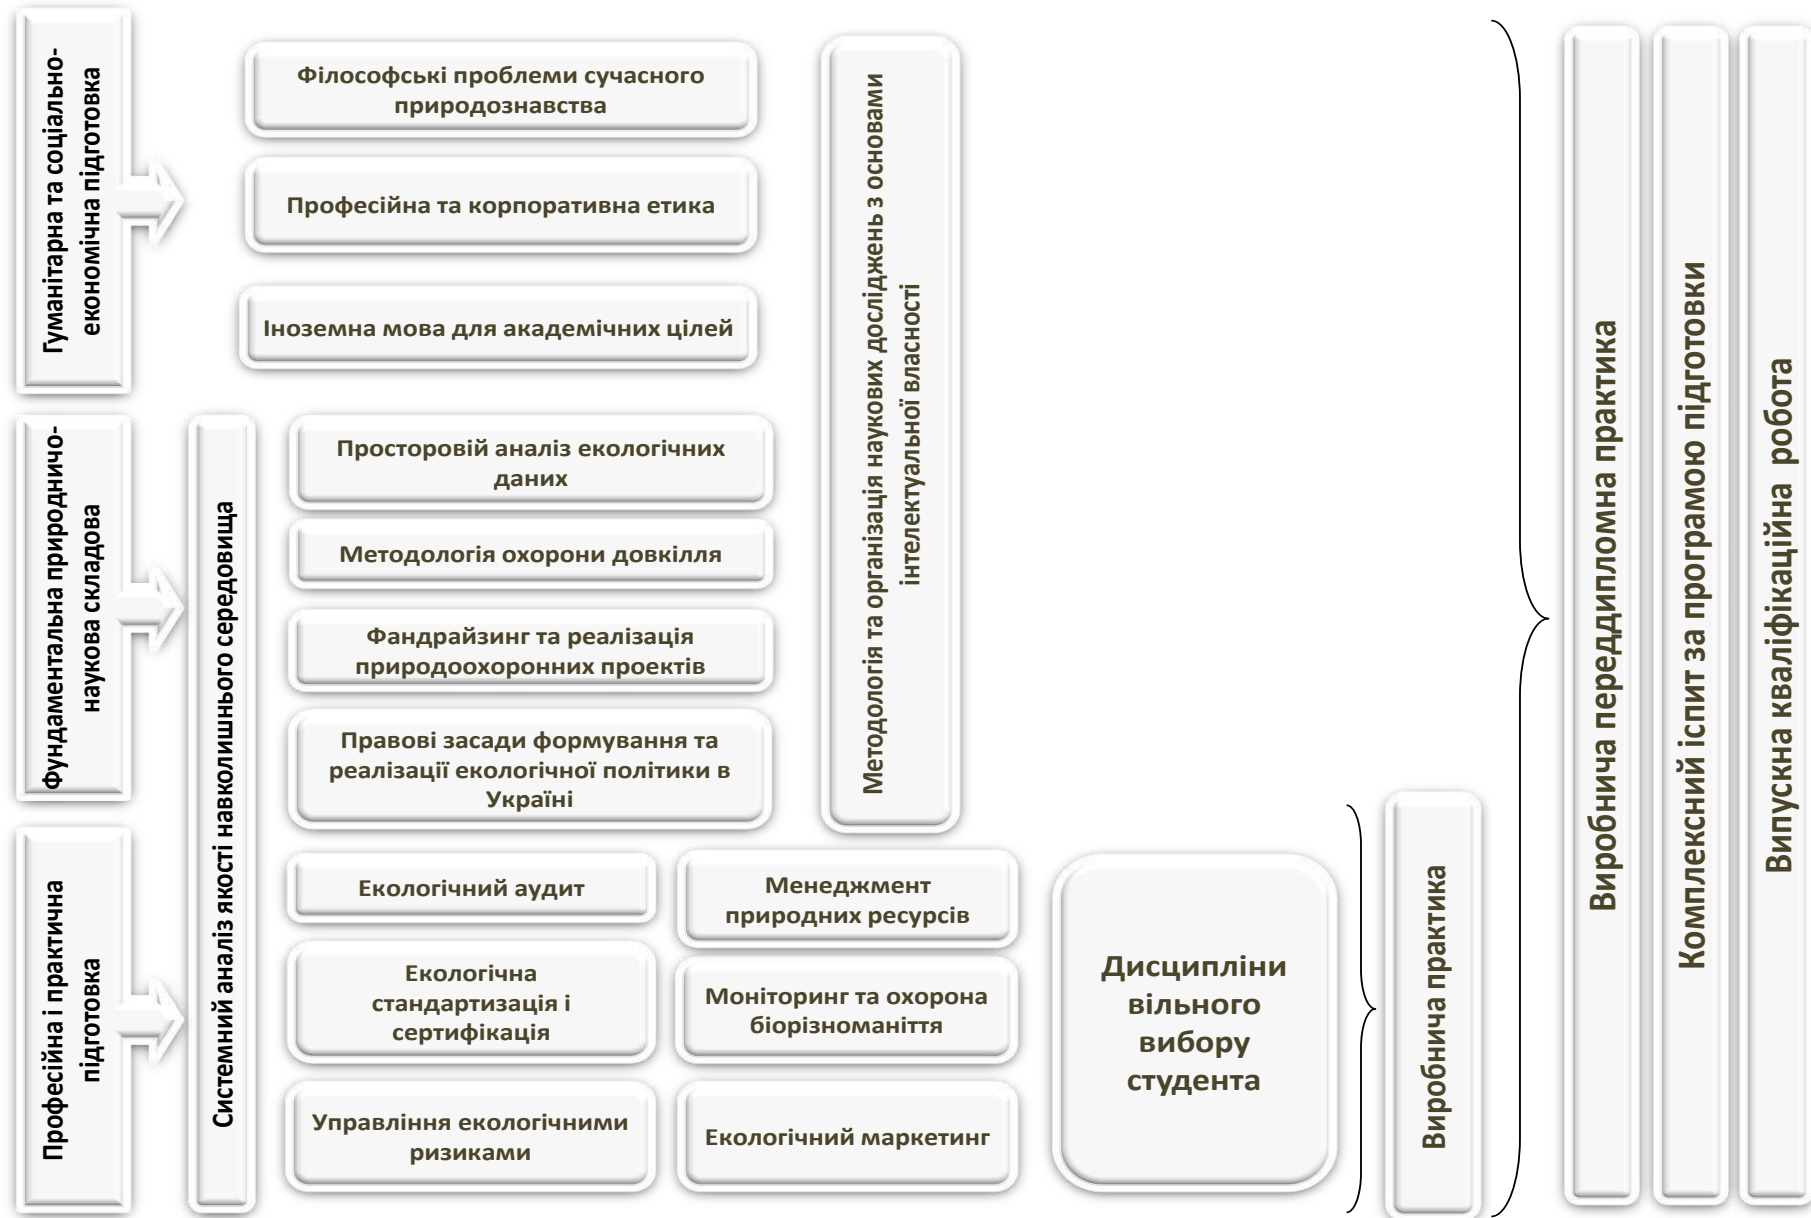 Гуманітарна та соціально-
економічна підготовка
Філософські проблеми сучасного
природознавства
Професійна та корпоративна етика
Іноземна мова для академічних цілей
Методологія та організація наукових досліджень з основами
інтелектуальної власності
Фундаментальна природничо-
наукова складова
Системний аналіз якості навколишнього середовища
Просторовій аналіз екологічних
даних
Методологія охорони довкілля
Фандрайзинг та реалізація
природоохоронних проектів
Правові засади формування та
реалізації екологічної політики в
Україні
Професійна і практична
підготовка
Екологічний аудит
Екологічна
стандартизація і
сертифікація
Управління екологічними
ризиками
Менеджмент
природних ресурсів
Моніторинг та охорона
біорізноманіття
Екологічний маркетинг
Дисципліни
вільного
вибору
студента
Виробнича практика
Виробнича переддипломна практика
Комплексний іспит за програмою підготовки
Випускна кваліфікаційна робота